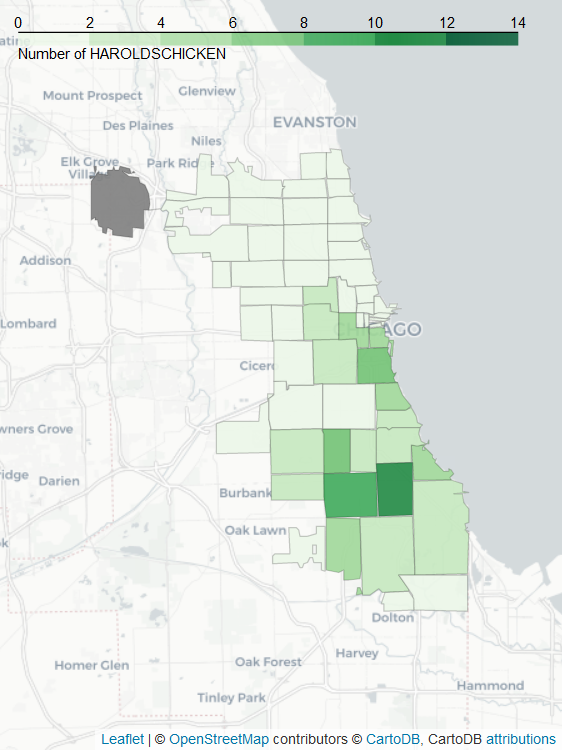 0 2 4 6 8 10 12 14
Number of HAROLDSCHICKEN
Mount Prospect
Glenview
EVANSTON
Des Plaines
Niles
Elk Grove
Park Ridge
Villa
Addison
Lombard
CHICAGO
Cicero
wners Grove
idge
Darien
Burbank
Oak Lawn
ok
Dolton
Harvey
Homer Glen
Oak Forest
Hammond
Tinley Park
Leaflet | © OpenStreetMap contributors © CartoDB, CartoDB attributions